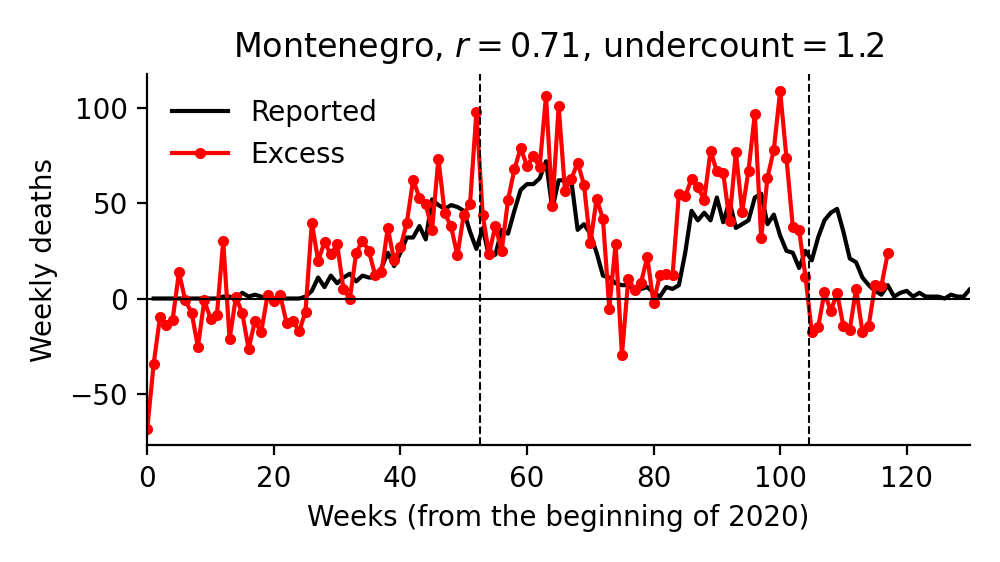 Montenegro, r = 0.71, undercount = 1.2
Reported
Excess
Weekly deaths
100
50
0
−50
0 20 40 60 80 100 120
Weeks (from the beginning of 2020)